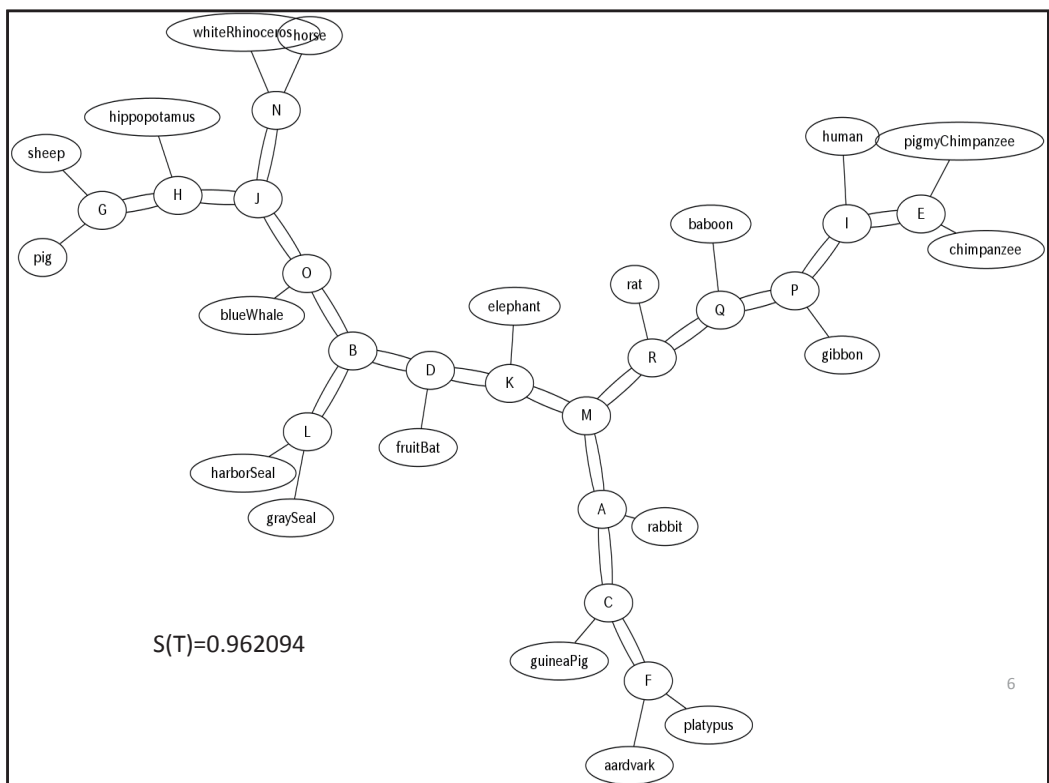 whiteRhinoceros
horse
N
hippopotamus
human
pigmyChimpanzee
sheep
H
J
G
I
E
baboon
pig
chimpanzee
O
rat
P
blueWhale
elephant
Q
B
R
gibbon
D
K
M
L
fruitBat
harborSeal
A
graySeal
rabbit
C
S(T)=0.962094
guineaPig
F
6
platypus
aardvark